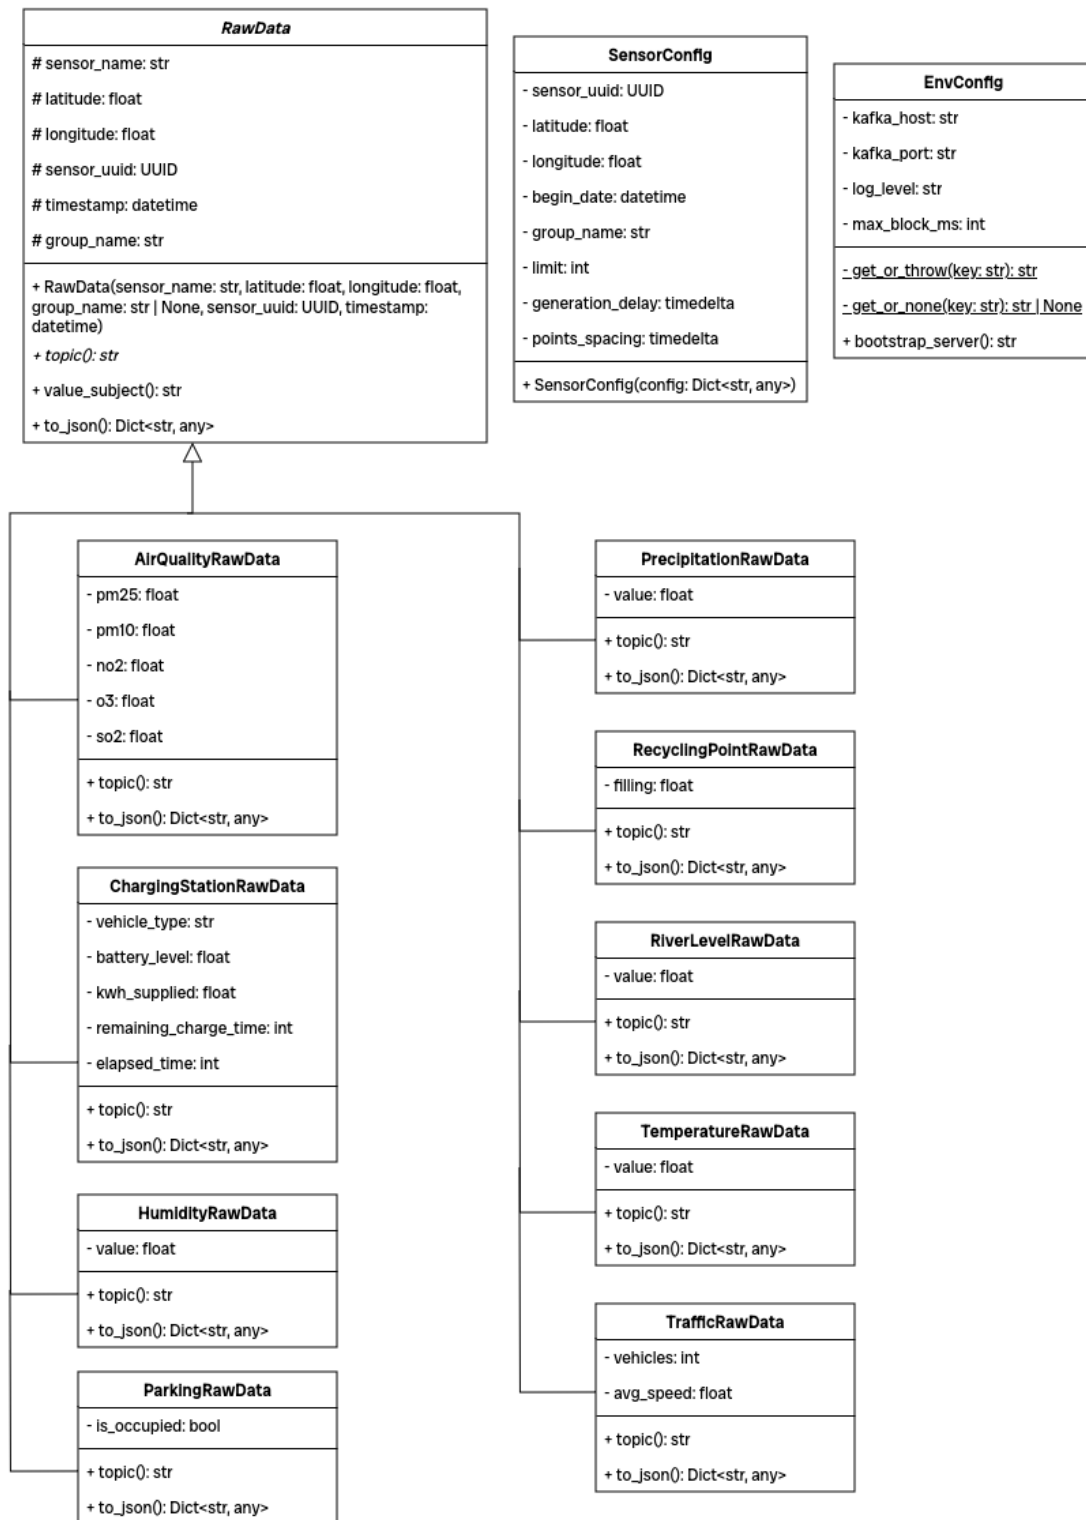 RawData
# sensor_name: str
# latitude: float
# longitude: float
# sensor_uuid: UUID
# timestamp: datetime
# group_name: str
+ RawData(sensor_name: str, latitude: float, longitude: float,
group_name: str | None, sensor_uuid: UUID, timestamp:
datetime)
+ topic(): str
+ value_subject(): str
+ to_json(): Dict<str, any>
SensorConfig
- sensor_uuid: UUID
- latitude: float
- longitude: float
- begin_date: datetime
- group_name: str
- limit: int
- generation_delay: timedelta
- points_spacing: timedelta
+ SensorConfig(config: Dict<str, any>)
EnvConfig
- kafka_host: str
- kafka_port: str
- log_level: str
- max_block_ms: int
- get_or_throw(key: str): str
- get_or_none(key: str): str | None
+ bootstrap_server(): str
AirQualityRawData
- pm25: float
- pm10: float
- no2: float
- o3: float
- so2: float
+ topic(): str
+ to_json(): Dict<str, any>
ChargingStationRawData
- vehicle_type: str
- battery_level: float
- kwh_supplied: float
- remaining_charge_time: int
- elapsed_time: int
+ topic(): str
+ to_json(): Dict<str, any>
HumidityRawData
- value: float
+ topic(): str
+ to_json(): Dict<str, any>
ParkingRawData
- is_occupied: bool
+ topic(): str
+ to_json(): Dict<str, any>
PrecipitationRawData
- value: float
+ topic(): str
+ to_json(): Dict<str, any>
RecyclingPointRawData
- filling: float
+ topic(): str
+ to_json(): Dict<str, any>
RiverLevelRawData
- value: float
+ topic(): str
+ to_json(): Dict<str, any>
TemperatureRawData
- value: float
+ topic(): str
+ to_json(): Dict<str, any>
TrafficRawData
- vehicles: int
- avg_speed: float
+ topic(): str
+ to_json(): Dict<str, any>